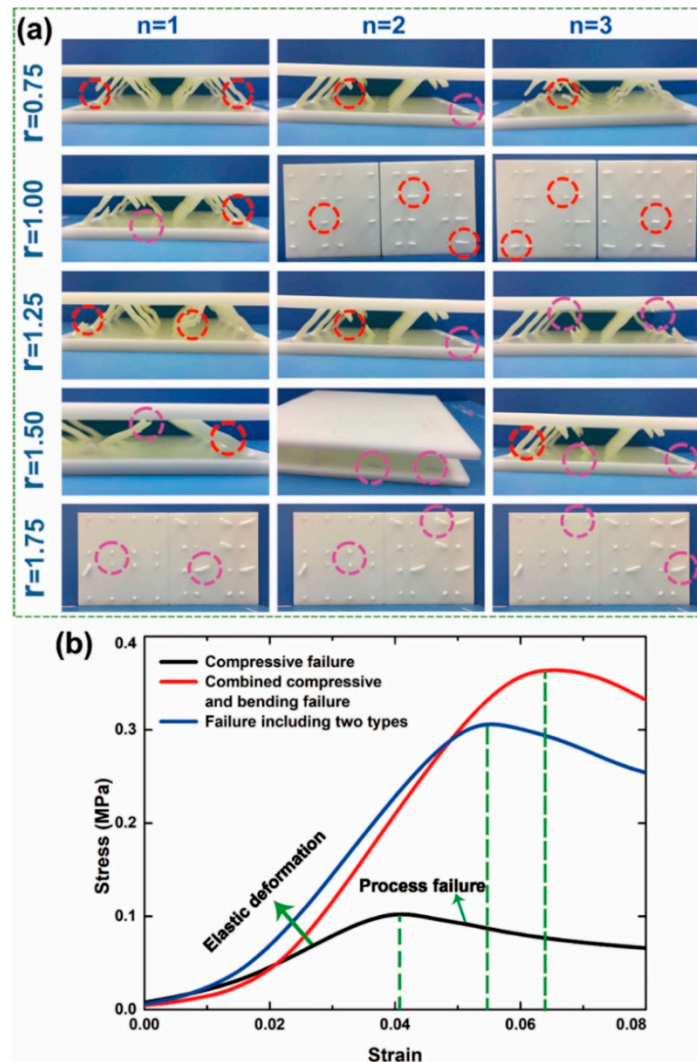 (a)
n=1 n=2 n=3
r=0.75
r=1.00
r=1.25
r=1.50
r=1.75
(b)
0.4
Compressive failure
Combined compressive
and bending failure
Failure including two types
0.3
0.2
0.1
0.0
Stress (MPa)
Elastic deformation
Process failure
0.00 0.02 0.04 0.06 0.08
Strain